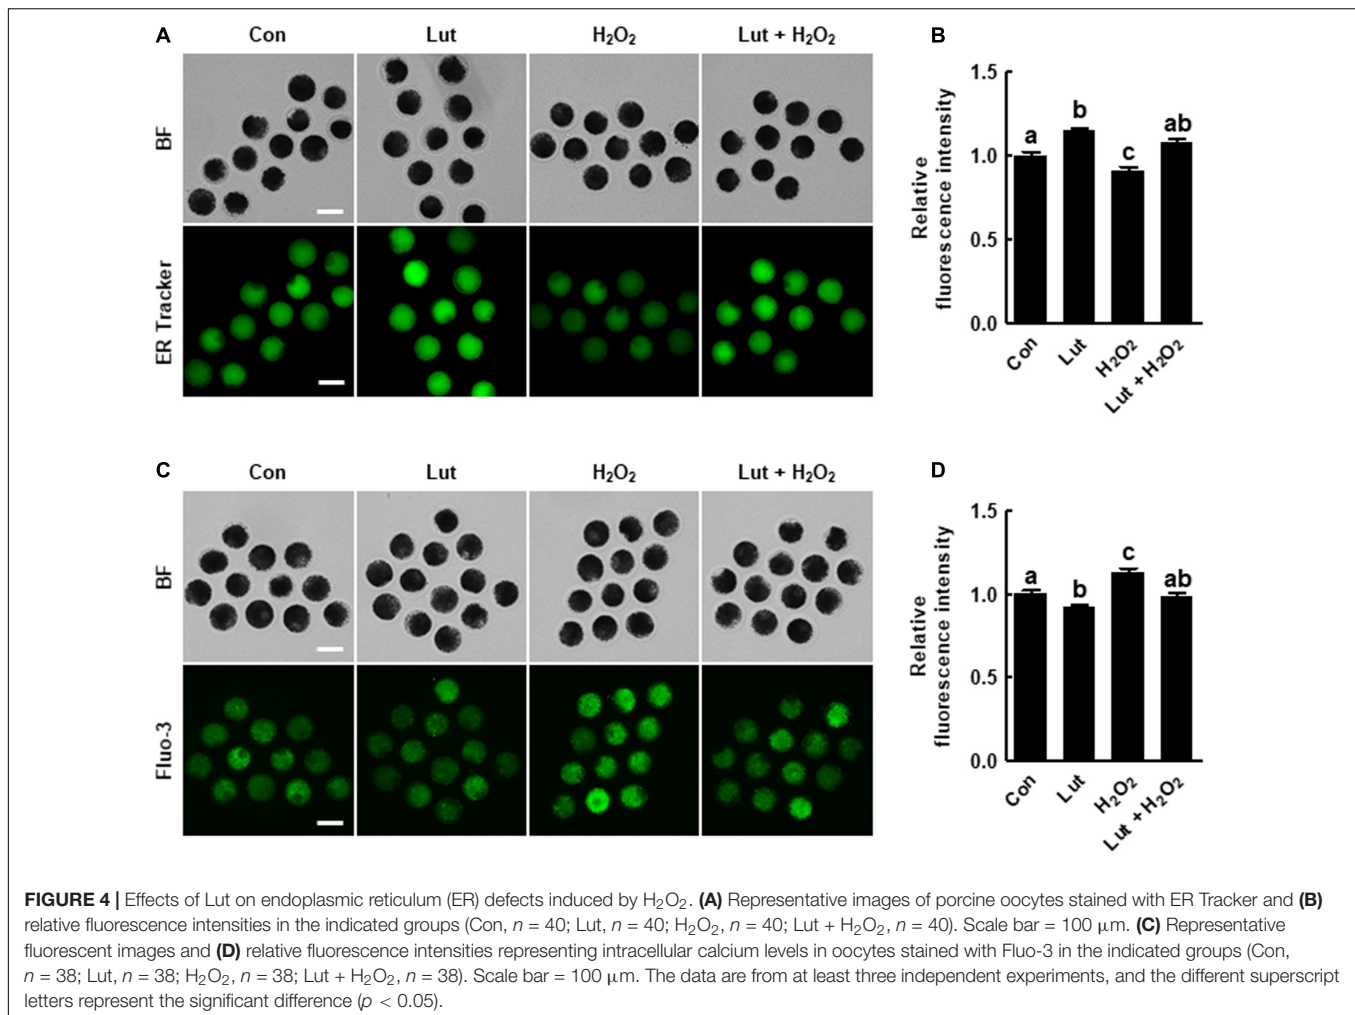 A
Con
Lut
H₂O₂
Lut + H₂O₂
BF
ER Tracker
B
Relative
fluorescence intensity
1.5
1.0
0.5
0.0
a
b
c
ab
Con
Lut
H₂O₂
Lut + H₂O₂
C
Con
Lut
H₂O₂
Lut + H₂O₂
BF
Fluo-3
D
Relative
fluorescence intensity
1.5
1.0
0.5
0.0
a
b
c
ab
Con
Lut
H₂O₂
Lut + H₂O₂
FIGURE 4 | Effects of Lut on endoplasmic reticulum (ER) defects induced by H₂O₂. (A) Representative images of porcine oocytes stained with ER Tracker and (B)
relative fluorescence intensities in the indicated groups (Con, n = 40; Lut, n = 40; H₂O₂, n = 40; Lut + H₂O₂, n = 40). Scale bar = 100 μm. (C) Representative
fluorescent images and (D) relative fluorescence intensities representing intracellular calcium levels in oocytes stained with Fluo-3 in the indicated groups (Con,
n = 38; Lut, n = 38; H₂O₂, n = 38; Lut + H₂O₂, n = 38). Scale bar = 100 μm. The data are from at least three independent experiments, and the different superscript
letters represent the significant difference (p < 0.05).